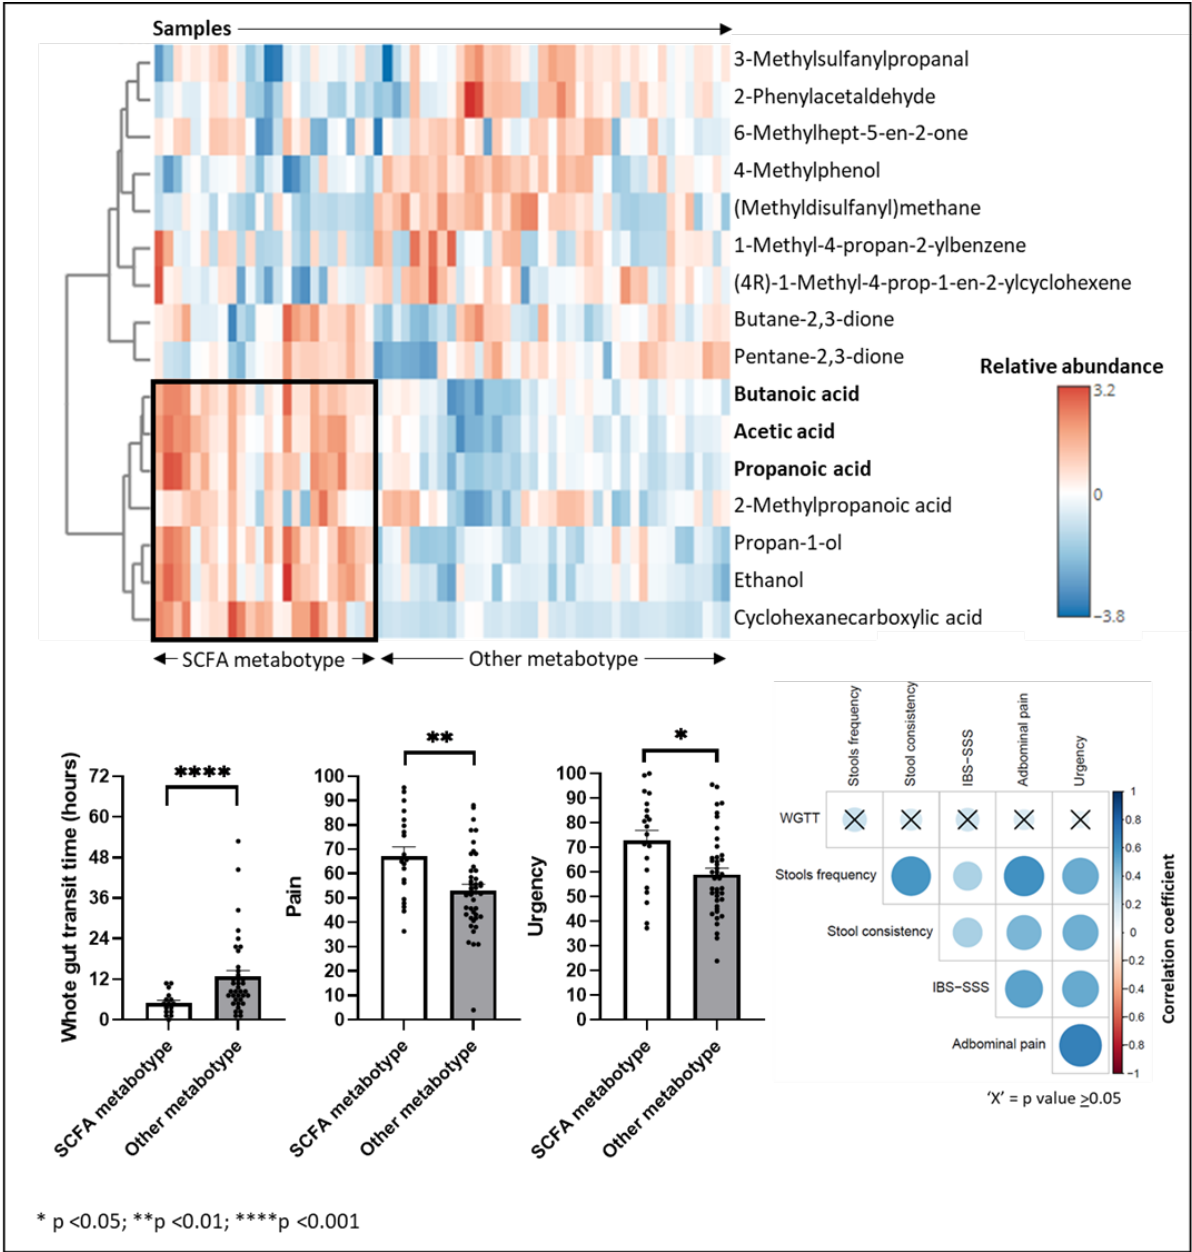 Samples
3-Methylsulfanylpropanal
2-Phenylacetaldehyde
6-Methylhept-5-en-2-one
4-Methylphenol
(Methyldisulfanyl)methane
1-Methyl-4-propan-2-ylbenzene
(4R)-1-Methyl-4-prop-1-en-2-ylcyclohexene
Butane-2,3-dione
Pentane-2,3-dione
Butanoic acid
Acetic acid
Propanoic acid
2-Methylpropanoic acid
Propan-1-ol
Ethanol
Cyclohexanecarboxylic acid
Relative abundance
3.2
0
−3.8
SCFA metabotype
Other metabotype
Whote gut transit time (hours)
72
60
48
36
24
12
0
****
SCFA metabotype
Other metabotype
Pain
100
90
80
70
60
50
40
30
20
10
0
**
SCFA metabotype
Other metabotype
Urgency
100
90
80
70
60
50
40
30
20
10
0
*
SCFA metabotype
Other metabotype
Stools frequency
Stool consistency
IBS−SSS
Adbominal pain
Urgency
WGTT
Stools frequency
Stool consistency
IBS−SSS
Adbominal pain
1
0.8
0.6
0.4
0.2
0
−0.2
−0.4
−0.6
−0.8
−1
Correlation coefficient
‘X’ = p value ≥0.05
* p <0.05; **p <0.01; ****p <0.001